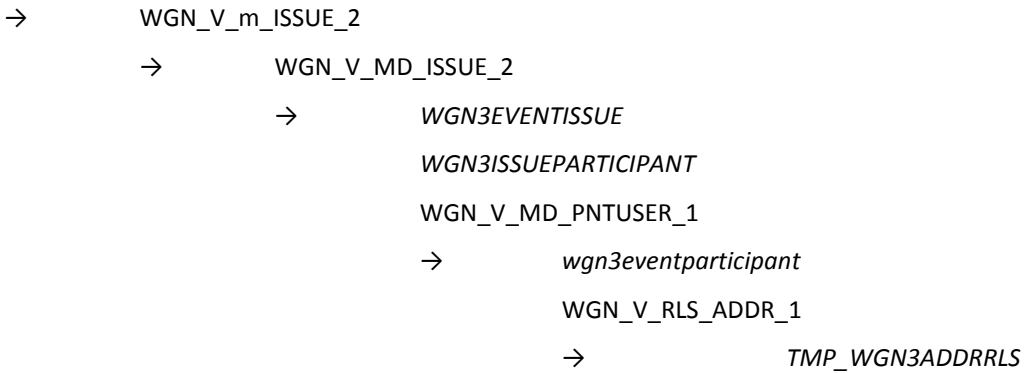 → WGN_V_m_ISSUE_2
→ WGN_V_MD_ISSUE_2
→ WGN3EVENTISSUE
WGN3ISSUEPARTICIPANT
WGN_V_MD_PNTUSER_1
→ wgn3eventparticipant
WGN_V_RLS_ADDR_1
→ TMP_WGN3ADDRRLS